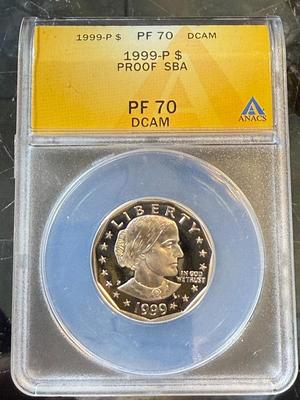 1999-P $ PF 70 DCAM
1999-P $
PROOF SBA
PF 70
DCAM
ANACS
LIBERTY
IN GOD
WE TRUST
P
1999